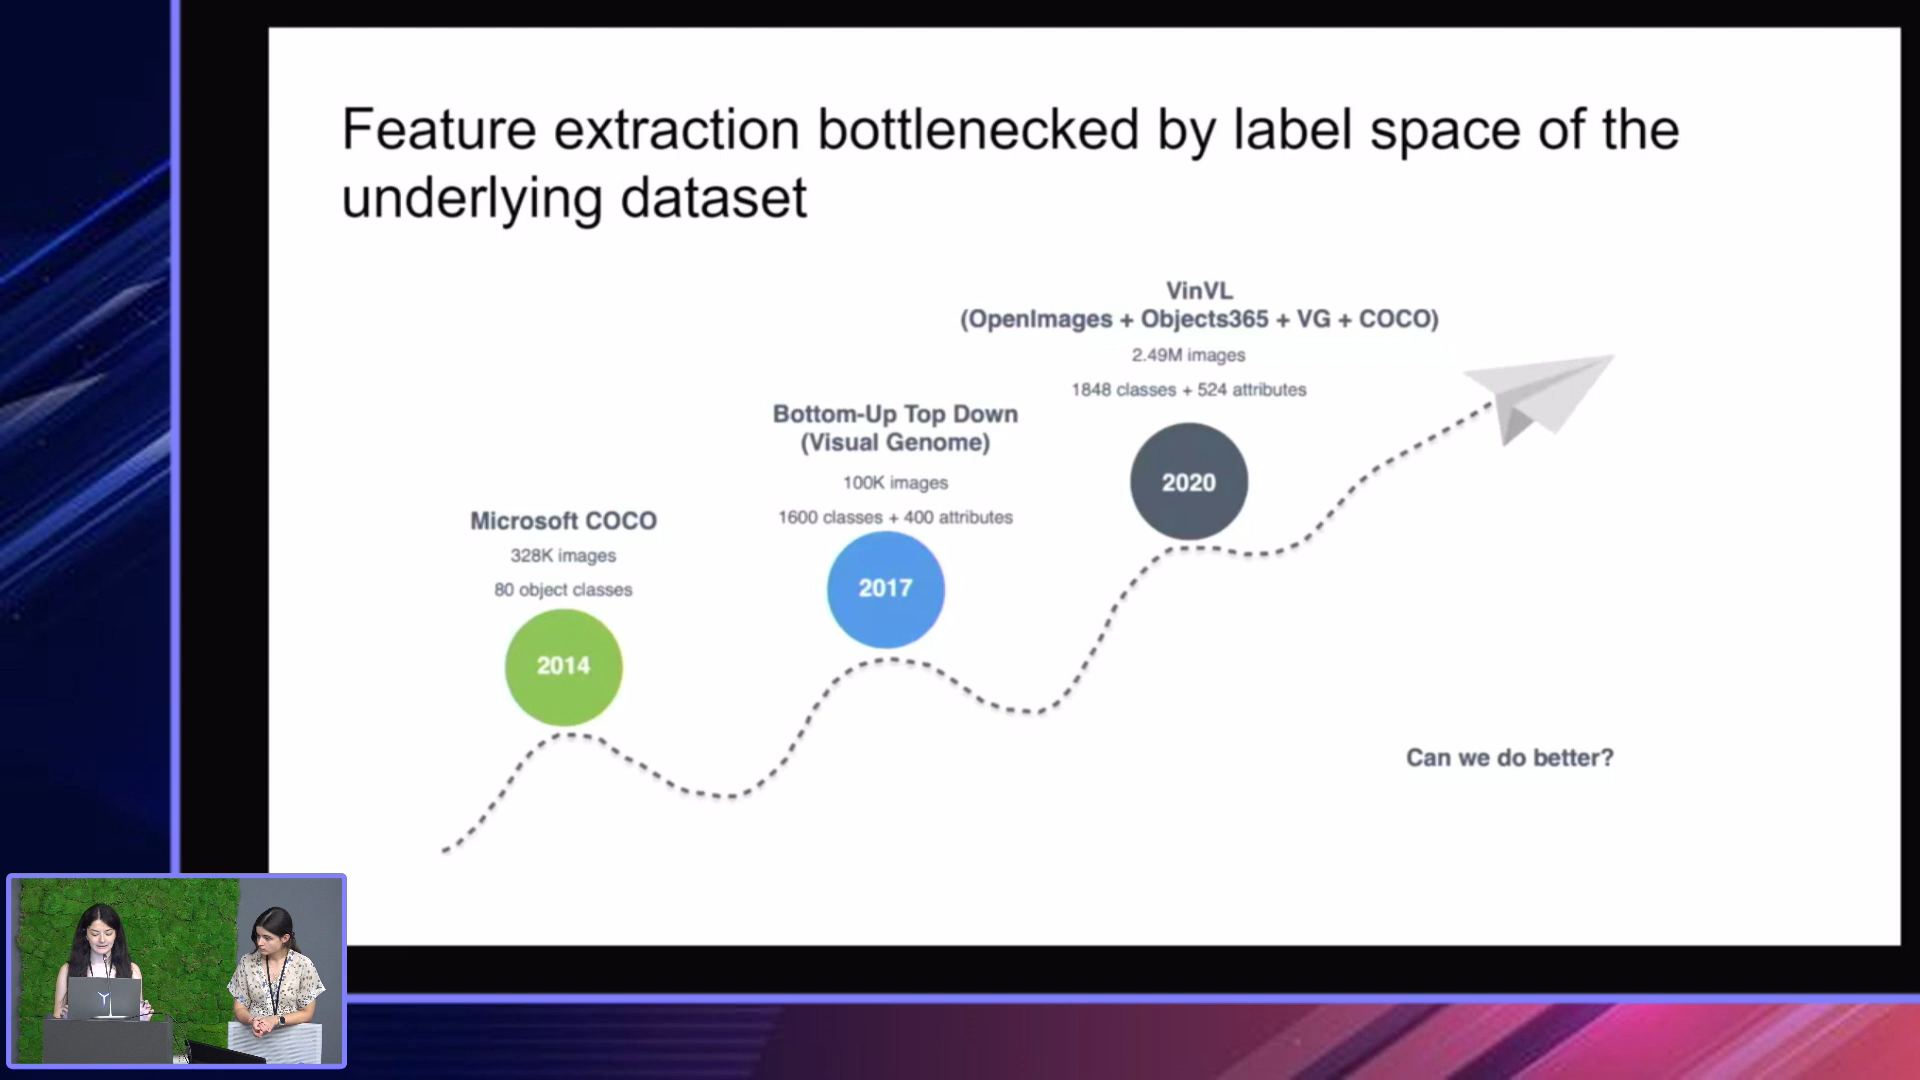 Feature extraction bottlenecked by label space of the
underlying dataset
VinVL
(OpenImages + Objects365 + VG + COCO)
2.49M images
1848 classes + 524 attributes
2020
Bottom-Up Top Down
(Visual Genome)
100K images
1600 classes + 400 attributes
2017
Microsoft COCO
328K images
80 object classes
2014
Can we do better?